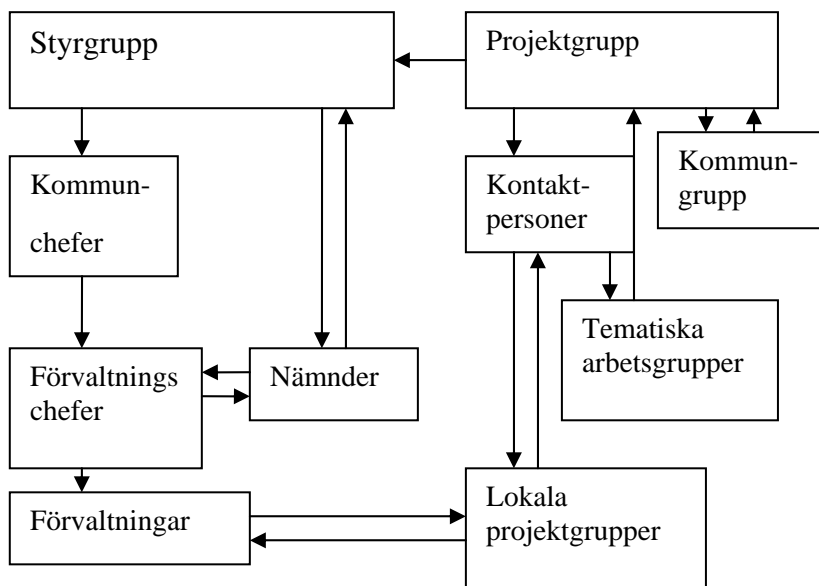 Styrgrupp
Projektgrupp
Kommun-
chefer
Kontakt-
personer
Kommun-
grupp
Tematiska
arbetsgrupper
Förvaltnings
chefer
Nämnder
Förvaltningar
Lokala
projektgrupper